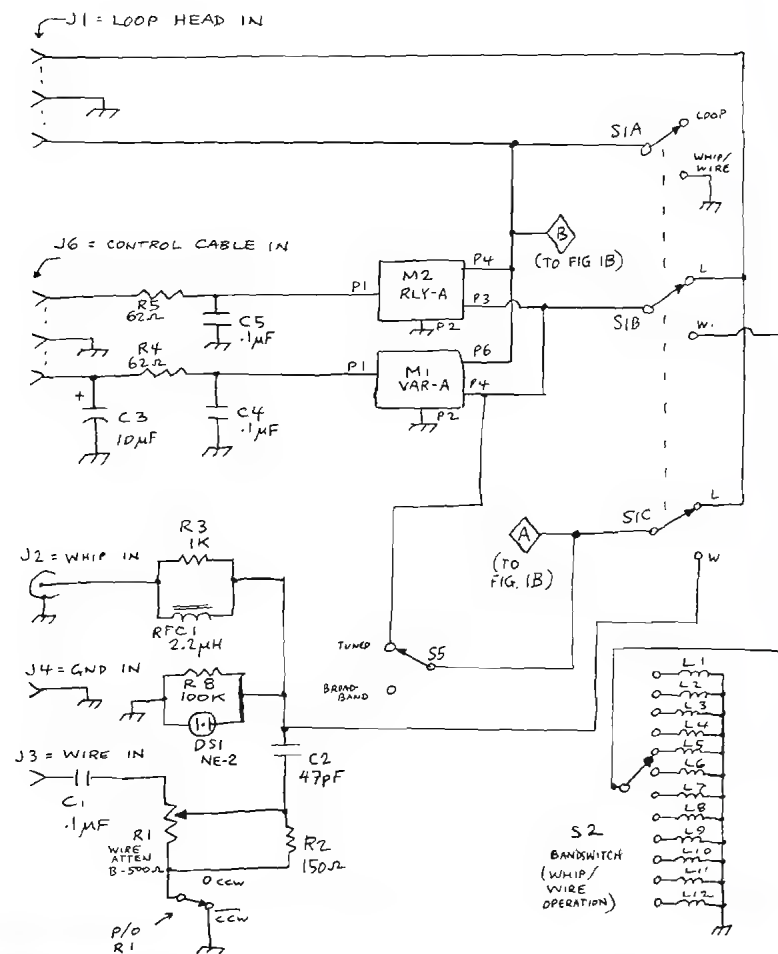 J1 = LOOP HEAD IN
S1A
LOOP
WHIP/
WIRE
J6 = CONTROL CABLE IN
B
(TO FIG 1B)
R5
62Ω
C5
.1μF
P1
M2
RLY-A
P4
P3
P2
S1B
L
W.
R4
62Ω
+
C3
10μF
C4
.1μF
P1
M1
VAR-A
P6
P4
P2
S1C
L
W
A
(TO
FIG. 1B)
R3
1K
J2 = WHIP IN
RFC1
2.2μH
J4 = GND IN
R8
100K
DS1
NE-2
TUNED
S5
BROAD
BAND
J3 = WIRE IN
C1
.1μF
C2
47pF
R1
WIRE
ATTEN
B-500Ω
R2
150Ω
CCW
CCW
P/O
R1
L1
L2
L3
L4
L5
L6
L7
L8
L9
L10
L11
L12
S2
BANDSWITCH
(WHIP/
WIRE
OPERATION)